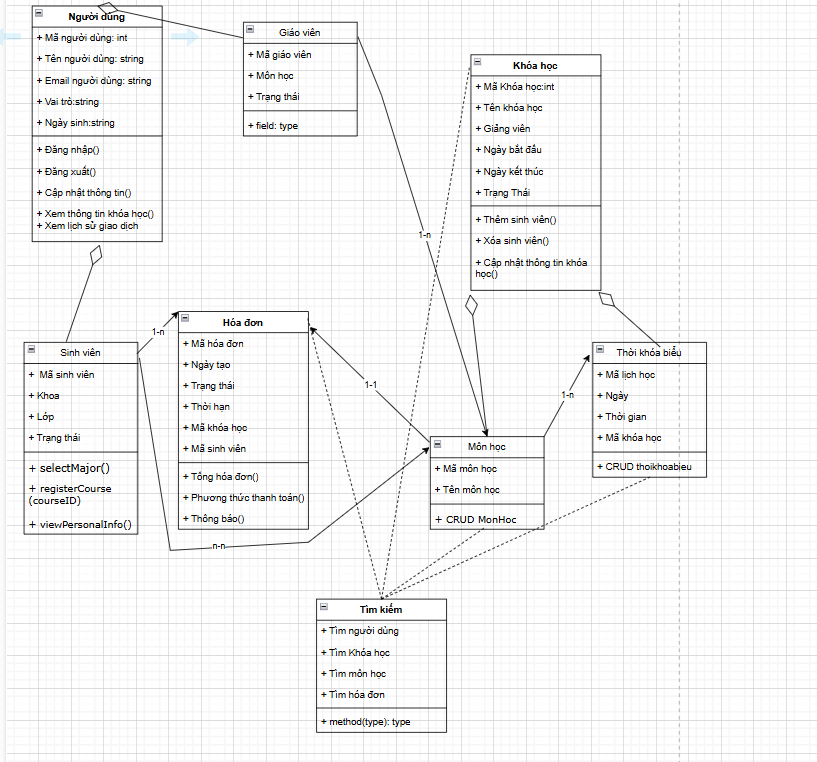 Người dùng
+ Mã người dùng: int
+ Tên người dùng: string
+ Email người dùng: string
+ Vai trò:string
+ Ngày sinh:string
+ Đăng nhập()
+ Đăng xuất()
+ Cập nhật thông tin()
+ Xem thông tin khóa học()
+ Xem lịch sử giao dịch
Giáo viên
+ Mã giáo viên
+ Môn học
+ Trạng thái
+ field: type
Khóa học
+ Mã Khóa học:int
+ Tên khóa học
+ Giảng viên
+ Ngày bắt đầu
+ Ngày kết thúc
+ Trạng Thái
+ Thêm sinh viên()
+ Xóa sinh viên()
+ Cập nhật thông tin khóa
học()
1-n
Sinh viên
+ Mã sinh viên
+ Khoa
+ Lớp
+ Trạng thái
+ selectMajor()
+ registerCourse
(courseID)
+ viewPersonalInfo()
1-n
Hóa đơn
+ Mã hóa đơn
+ Ngày tạo
+ Trạng thái
+ Thời hạn
+ Mã khóa học
+ Mã sinh viên
+ Tổng hóa đơn()
+ Phương thức thanh toán()
+ Thông báo()
1-1
n-n
Môn học
+ Mã môn học
+ Tên môn học
+ CRUD MonHoc
1-n
Thời khóa biểu
+ Mã lịch học
+ Ngày
+ Thời gian
+ Mã khóa học
+ CRUD thoikhoabieu
Tìm kiếm
+ Tìm người dùng
+ Tìm Khóa học
+ Tìm môn học
+ Tìm hóa đơn
+ method(type): type